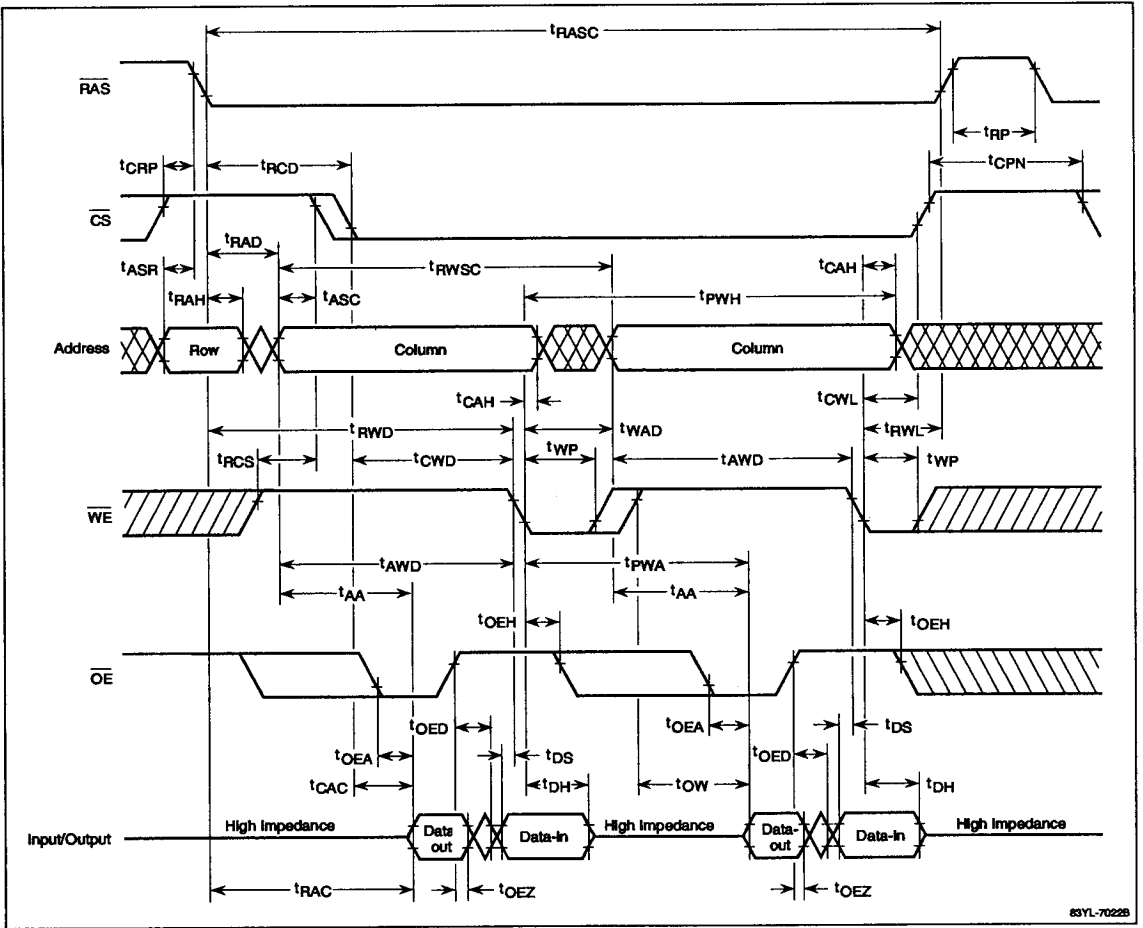 tRASC
RAS
tRP
tCRP
tRCD
tCPN
CS
tRAD
tRWSC
tCAH
tASR
tRAH
tASC
tPWH
Address
Row
Column
Column
tCAH
tCWL
tRWD
tWAD
tRWL
tRCS
tCWD
tWP
tAWD
tWP
WE
tAWD
tPWA
tAA
tAA
tOEH
tOEH
OE
tOED
tOEA
tDS
tOEA
tOED
tDS
tCAC
tDH
tOW
tDH
Input/Output
High Impedance
Data out
Data-in
High Impedance
Data-out
Data-in
High Impedance
tRAC
tOEZ
tOEZ
83YL-7022B